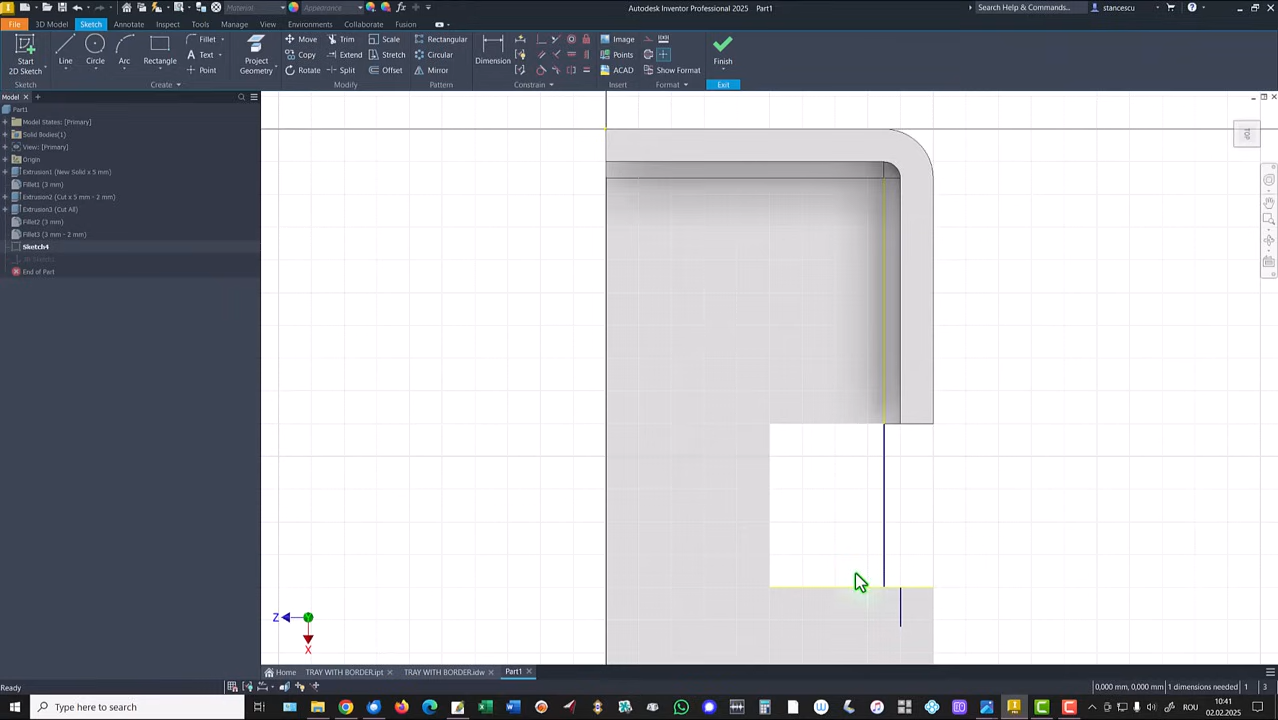 Material
Appearance
Autodesk Inventor Professional 2025 Part1
Search Help & Commands...
stancescu
File
3D Model
Sketch
Annotate
Inspect
Tools
Manage
View
Environments
Collaborate
Fusion
Start
2D Sketch
Line
Circle
Arc
Rectangle
Fillet
Text
Point
Project
Geometry
Move
Copy
Rotate
Trim
Extend
Split
Scale
Stretch
Offset
Rectangular
Circular
Mirror
Dimension
Image
Points
ACAD
Show Format
Finish
Sketch
Create
Modify
Pattern
Constrain
Insert
Format
Exit
Model
Part1
Model States: [Primary]
Solid Bodies(1)
View: [Primary]
Origin
Extrusion1 (New Solid x 5 mm)
Fillet1 (3 mm)
Extrusion2 (Cut x 5 mm - 2 mm)
Extrusion3 (Cut All)
Fillet2 (3 mm)
Fillet3 (3 mm - 2 mm)
Sketch4
End of Part
TOP
Z
X
Home
TRAY WITH BORDER.ipt
TRAY WITH BORDER.idw
Part1
Ready
0,000 mm, 0,000 mm
1 dimensions needed
1
3
Type here to search
ROU
10:41
02.02.2025